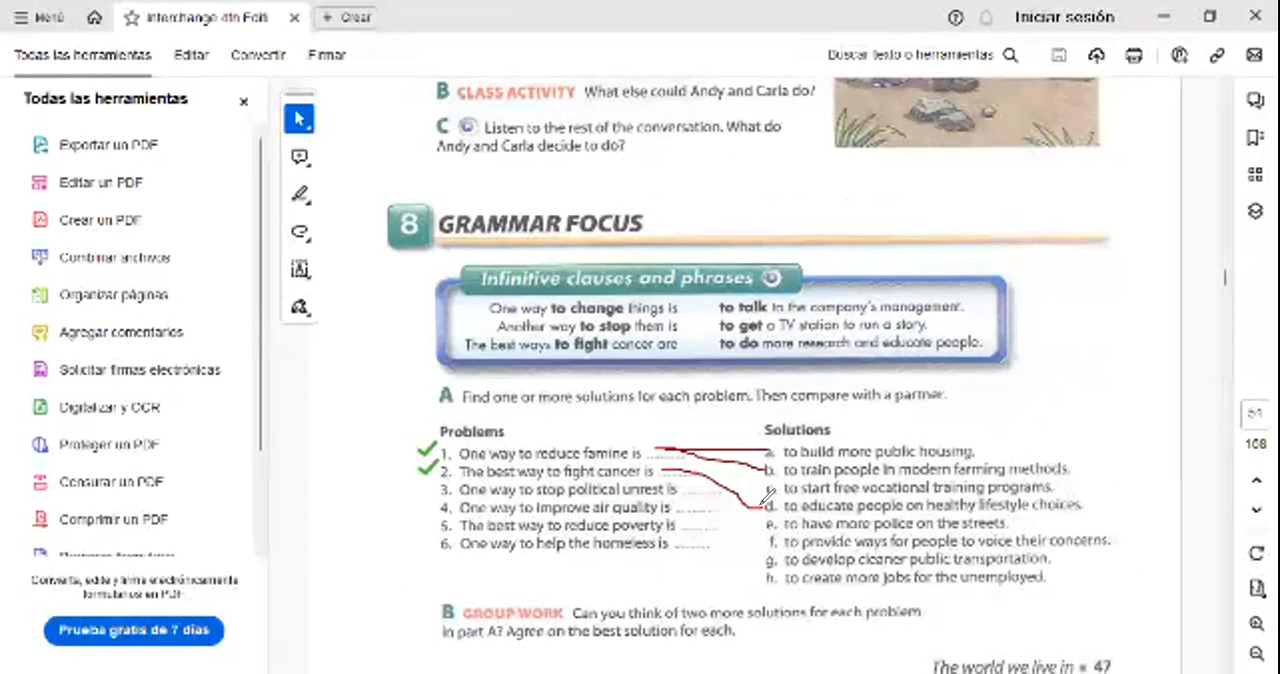 Menú
Interchange 4th Editi
Crear
Iniciar sesión
Todas las herramientas Editar Convertir Firmar
Buscar texto o herramientas
Todas las herramientas
Exportar un PDF
Editar un PDF
Crear un PDF
Combinar archivos
Organizar páginas
Agregar comentarios
Solicitar firmas electrónicas
Digitalizar y OCR
Proteger un PDF
Censurar un PDF
Comprimir un PDF
Convierta, edite y firme electrónicamente
formularios en PDF
Prueba gratis de 7 días
B CLASS ACTIVITY What else could Andy and Carla do?
C Listen to the rest of the conversation. What do
Andy and Carla decide to do?
8 GRAMMAR FOCUS
Infinitive clauses and phrases
One way to change things is to talk to the company's management.
Another way to stop them is to get a TV station to run a story.
The best ways to fight cancer are to do more research and educate people.
A Find one or more solutions for each problem. Then compare with a partner.
Problems
1. One way to reduce famine is ........
2. The best way to fight cancer is ........
3. One way to stop political unrest is ........
4. One way to improve air quality is ........
5. The best way to reduce poverty is ........
6. One way to help the homeless is ........
Solutions
a. to build more public housing.
b. to train people in modern farming methods.
c. to start free vocational training programs.
d. to educate people on healthy lifestyle choices.
e. to have more police on the streets.
f. to provide ways for people to voice their concerns.
g. to develop cleaner public transportation.
h. to create more jobs for the unemployed.
B GROUP WORK Can you think of two more solutions for each problem
in part A? Agree on the best solution for each.
The world we live in ▪ 47
51
108